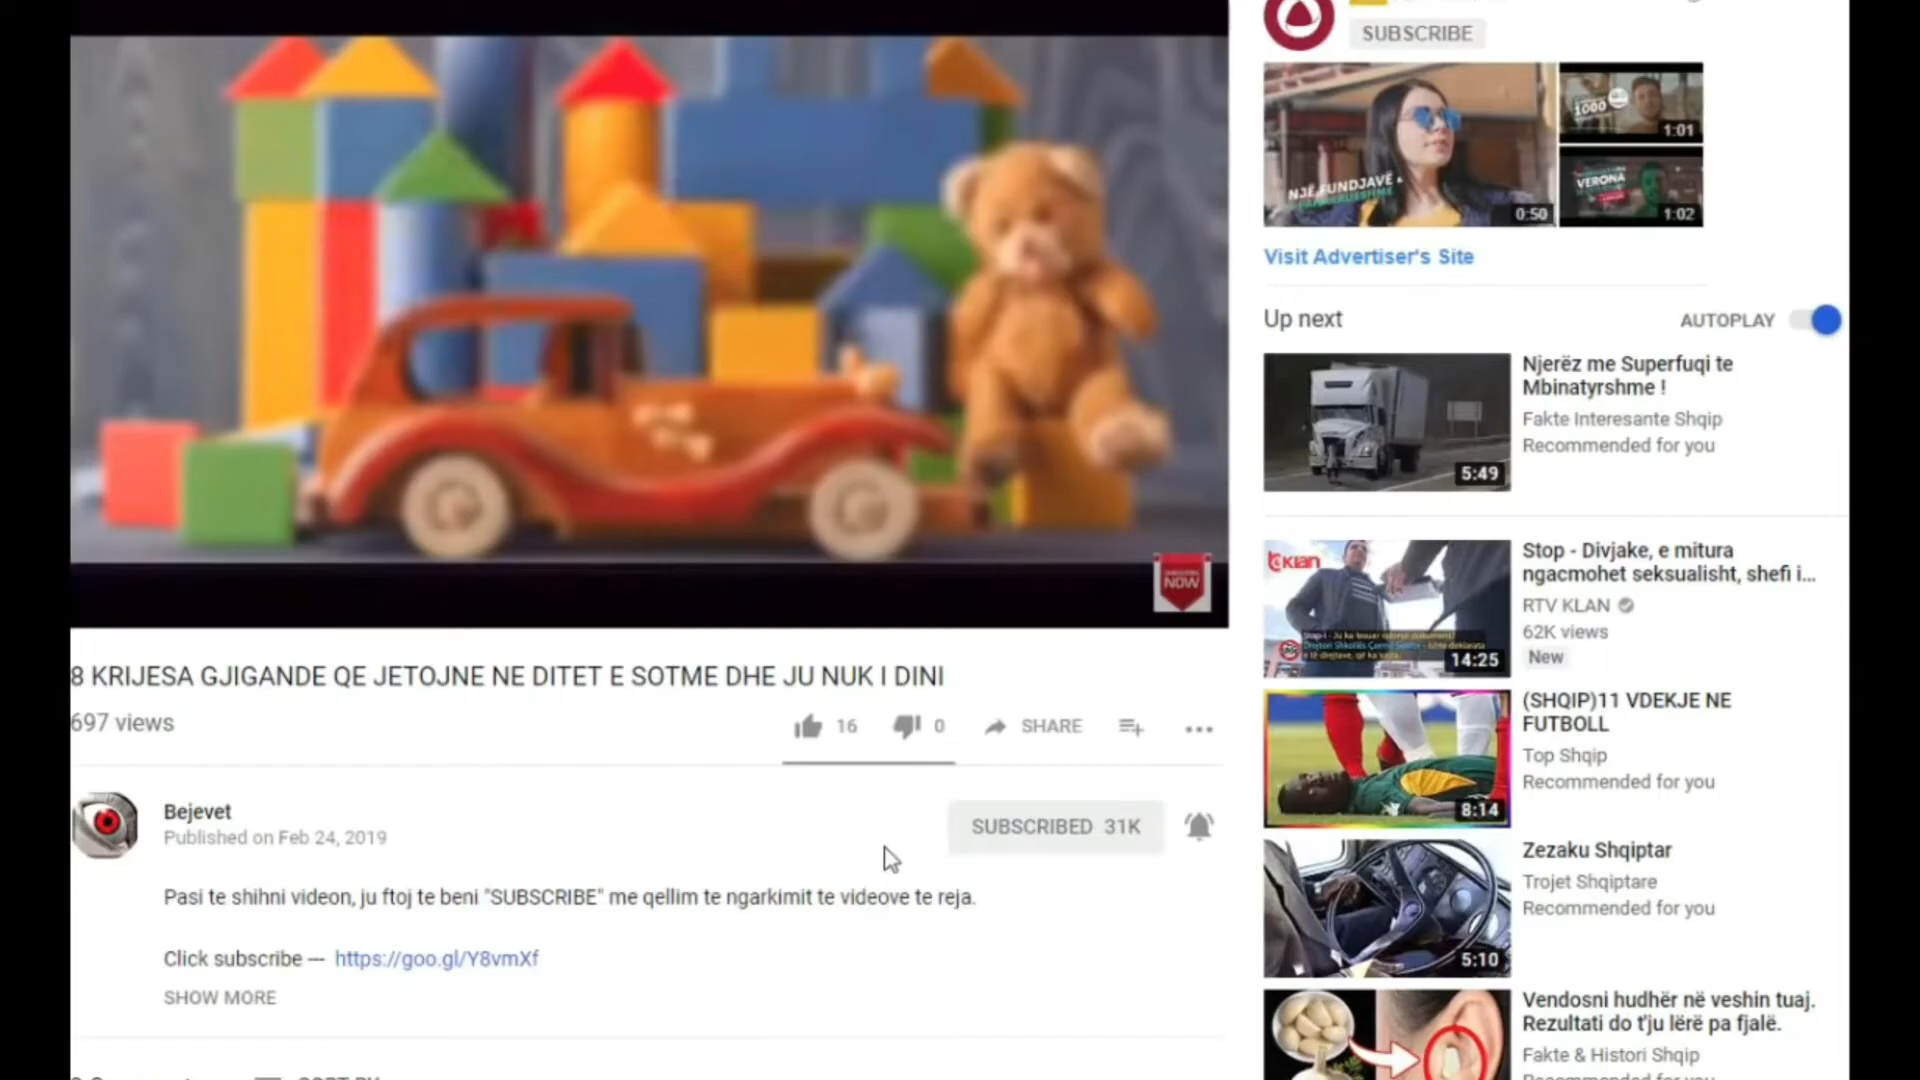 NOW
8 KRIJESA GJIGANDE QE JETOJNE NE DITET E SOTME DHE JU NUK I DINI
697 views
16
0
SHARE
Bejevet
Published on Feb 24, 2019
SUBSCRIBED 31K
Pasi te shihni videon, ju ftoj te beni "SUBSCRIBE" me qellim te ngarkimit te videove te reja.
Click subscribe — https://goo.gl/Y8vmXf
SHOW MORE
SUBSCRIBE
NJË FUNDJAVË
0:50
1000
1:01
VERONA
1:02
Visit Advertiser's Site
Up next
AUTOPLAY
5:49
Njerëz me Superfuqi te
Mbinatyrshme !
Fakte Interesante Shqip
Recommended for you
klan
14:25
Stop - Divjake, e mitura
ngacmohet seksualisht, shefi i...
RTV KLAN
62K views
New
8:14
(SHQIP)11 VDEKJE NE
FUTBOLL
Top Shqip
Recommended for you
5:10
Zezaku Shqiptar
Trojet Shqiptare
Recommended for you
Vendosni hudhër në veshin tuaj.
Rezultati do t'ju lërë pa fjalë.
Fakte & Histori Shqip
Recommended for you